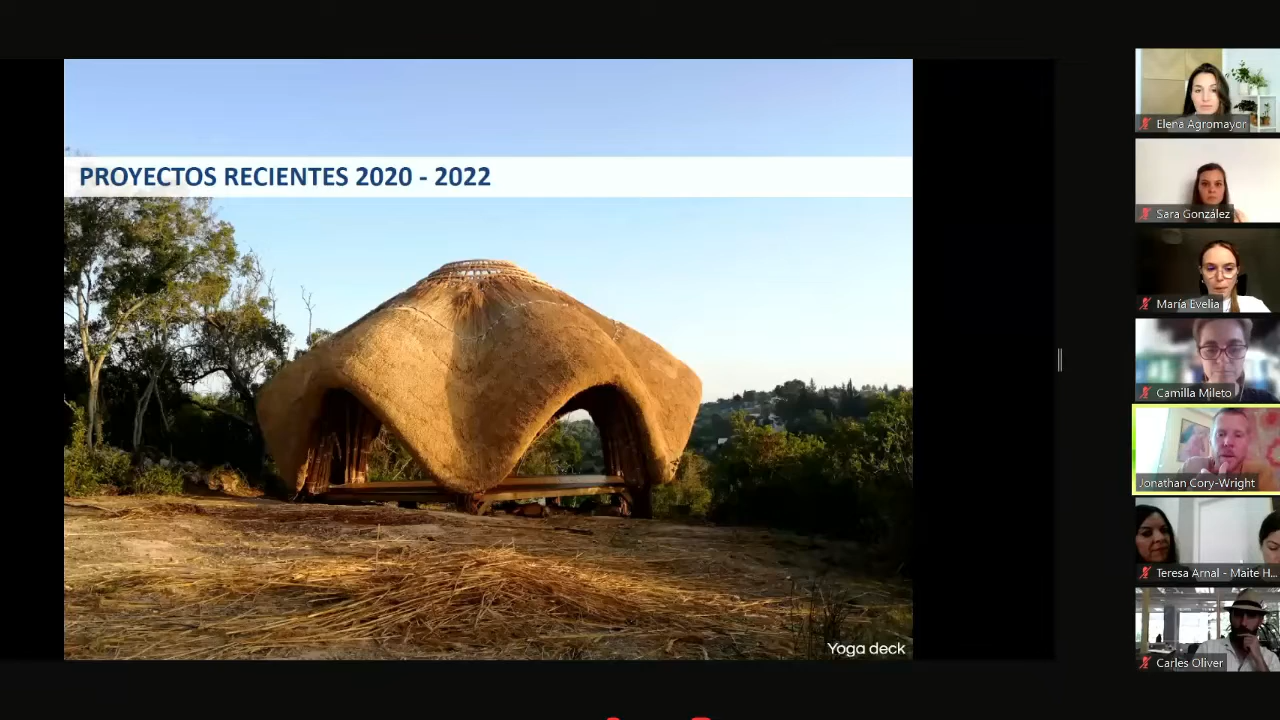 PROYECTOS RECIENTES 2020 - 2022
Yoga deck
Elena Agromayor
Sara González
María Evelia
Camilla Mileto
Jonathan Cory-Wright
Teresa Arnal - Maite H...
Carles Oliver